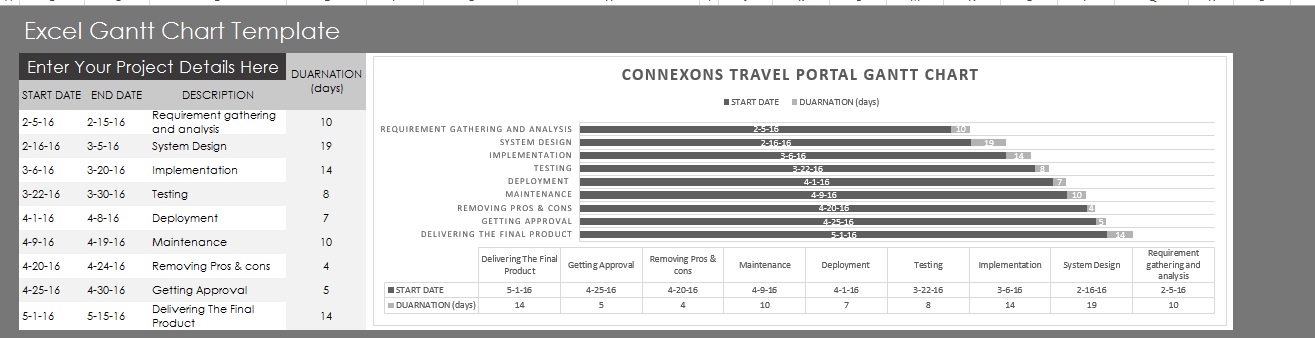 Excel Gantt Chart Template
Enter Your Project Details Here
DUARNATION
(days)
START DATE END DATE DESCRIPTION
2-5-16 2-15-16 Requirement gathering
and analysis 10
2-16-16 3-5-16 System Design 19
3-6-16 3-20-16 Implementation 14
3-22-16 3-30-16 Testing 8
4-1-16 4-8-16 Deployment 7
4-9-16 4-19-16 Maintenance 10
4-20-16 4-24-16 Removing Pros & cons 4
4-25-16 4-30-16 Getting Approval 5
5-1-16 5-15-16 Delivering The Final
Product 14
CONNEXONS TRAVEL PORTAL GANTT CHART
START DATE DUARNATION (days)
REQUIREMENT GATHERING AND ANALYSIS 2-5-16 10
SYSTEM DESIGN 2-16-16 19
IMPLEMENTATION 3-6-16 14
TESTING 3-22-16 8
DEPLOYMENT 4-1-16 7
MAINTENANCE 4-9-16 10
REMOVING PROS & CONS 4-20-16 4
GETTING APPROVAL 4-25-16 5
DELIVERING THE FINAL PRODUCT 5-1-16 14
Delivering The Final
Product
Getting Approval
Removing Pros &
cons
Maintenance
Deployment
Testing
Implementation
System Design
Requirement
gathering and
analysis
START DATE 5-1-16 4-25-16 4-20-16 4-9-16 4-1-16 3-22-16 3-6-16 2-16-16 2-5-16
DUARNATION (days) 14 5 4 10 7 8 14 19 10